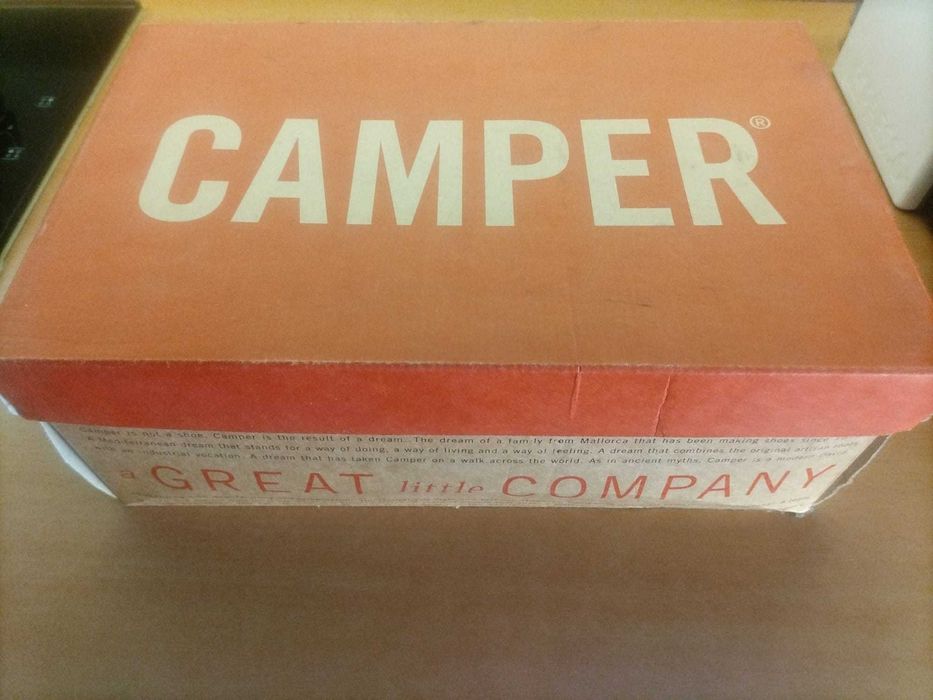 CAMPER®
Camper is not a shoe. Camper is the result of a dream. The dream of a family from Mallorca that has been making shoes since
A Mediterranean dream that stands for a way of doing, a way of living and a way of feeling. A dream that combines the original artisan
with an industrial vocation. A dream that has taken Camper on a walk across the world. As in ancient myths, Camper is a modern
a GREAT little COMPANY